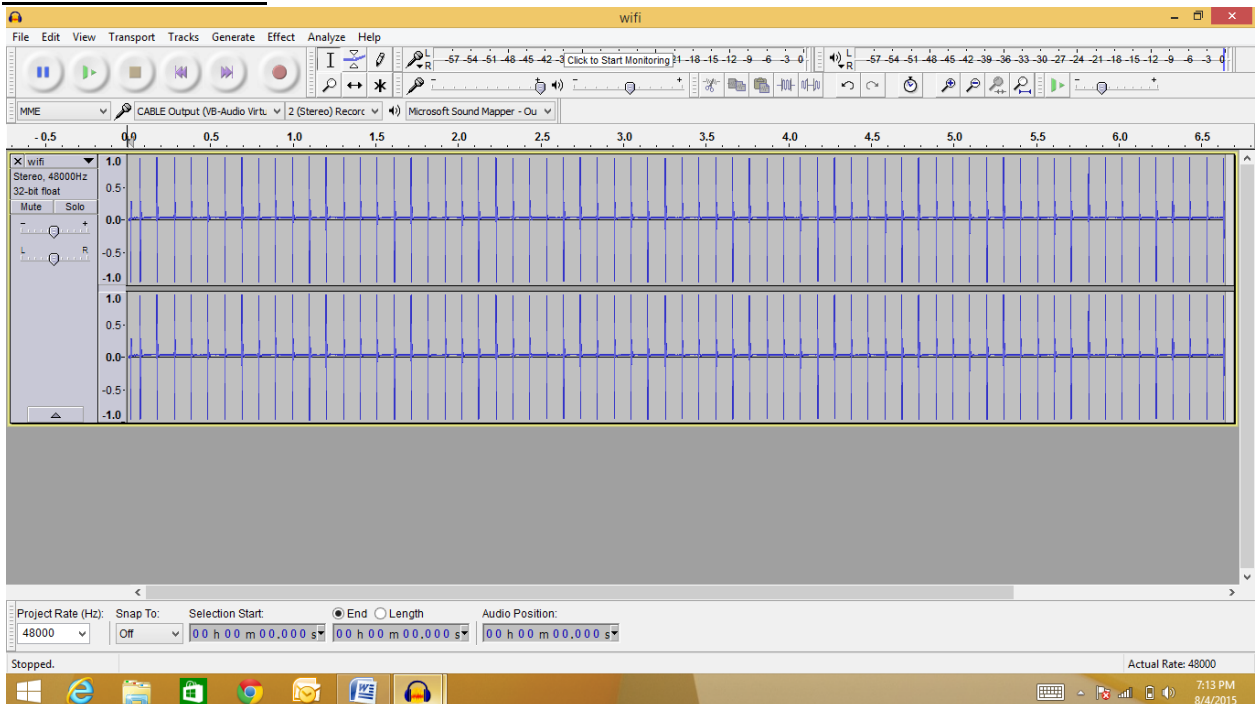 wifi
File Edit View Transport Tracks Generate Effect Analyze Help
L R -57 -54 -51 -48 -45 -42 -3 Click to Start Monitoring 1 -18 -15 -12 -9 -6 -3 0 L R -57 -54 -51 -48 -45 -42 -39 -36 -33 -30 -27 -24 -21 -18 -15 -12 -9 -6 -3 0
MME CABLE Output (VB-Audio Virtu 2 (Stereo) Recorc Microsoft Sound Mapper - Ou
-0.5 0.0 0.5 1.0 1.5 2.0 2.5 3.0 3.5 4.0 4.5 5.0 5.5 6.0 6.5
X wifi 1.0
Stereo, 48000Hz
32-bit float 0.5
Mute Solo
- + 0.0
L R -0.5
-1.0
1.0
0.5
0.0
-0.5
-1.0
Project Rate (Hz): Snap To: Selection Start: End Length Audio Position:
48000 Off 00 h 00 m 00.000 s 00 h 00 m 00.000 s 00 h 00 m 00.000 s
Stopped. Actual Rate: 48000
7:13 PM
8/4/2015